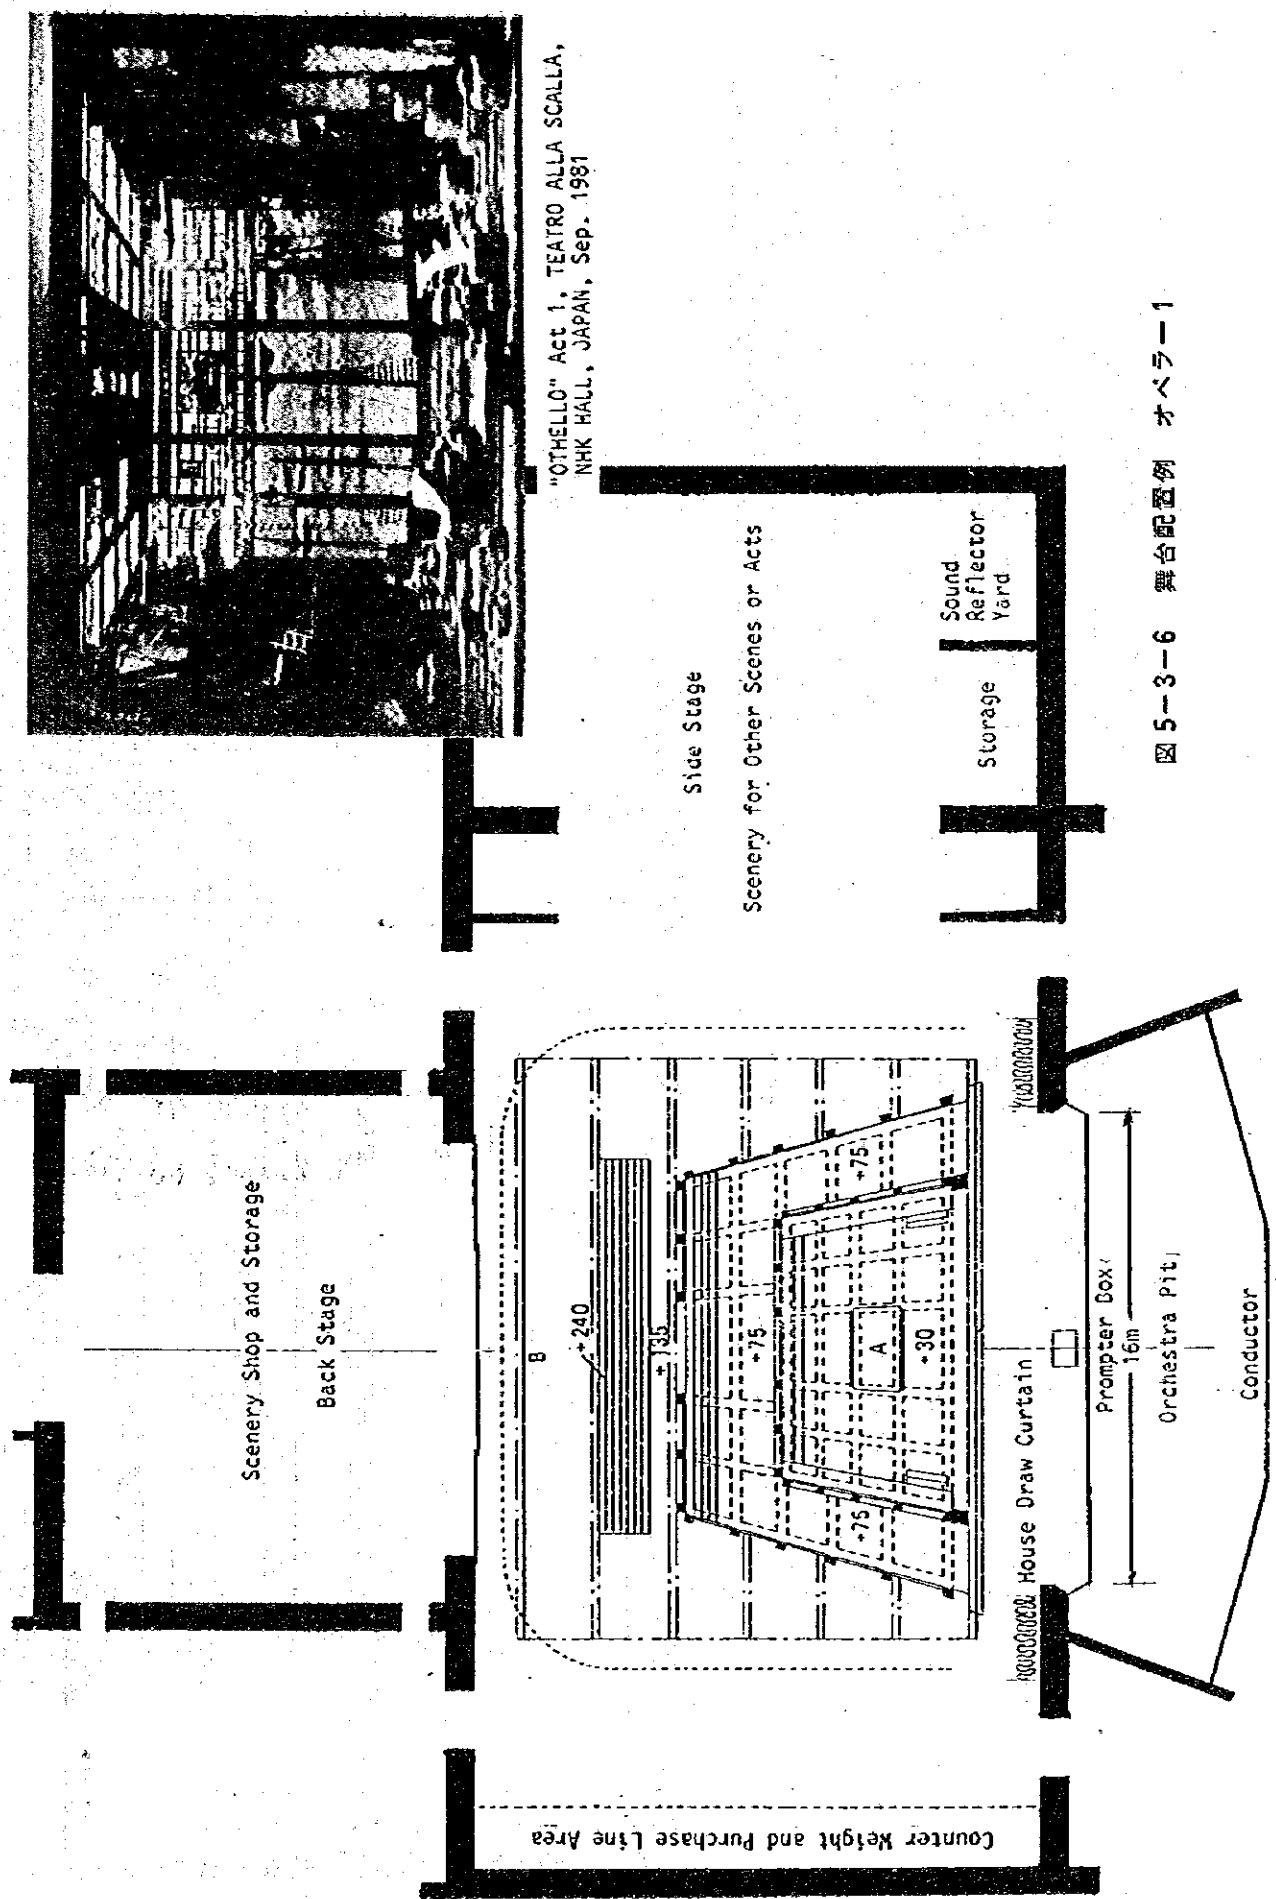 "OTHELLO" Act 1, TEATRO ALLA SCALLA,
NHK HALL, JAPAN, Sep. 1981
Scenery Shop and Storage
Back Stage
Side Stage
Scenery for Other Scenes or Acts
Sound
Reflector
Yard
Storage
B
+240
+135
+75
+75
+75
A
+30
House Draw Curtain
Prompter Box
16m
Orchestra Pit
Conductor
Counter Weight and Purchase Line Area
図5-3-6 舞台配置例 オペラー1